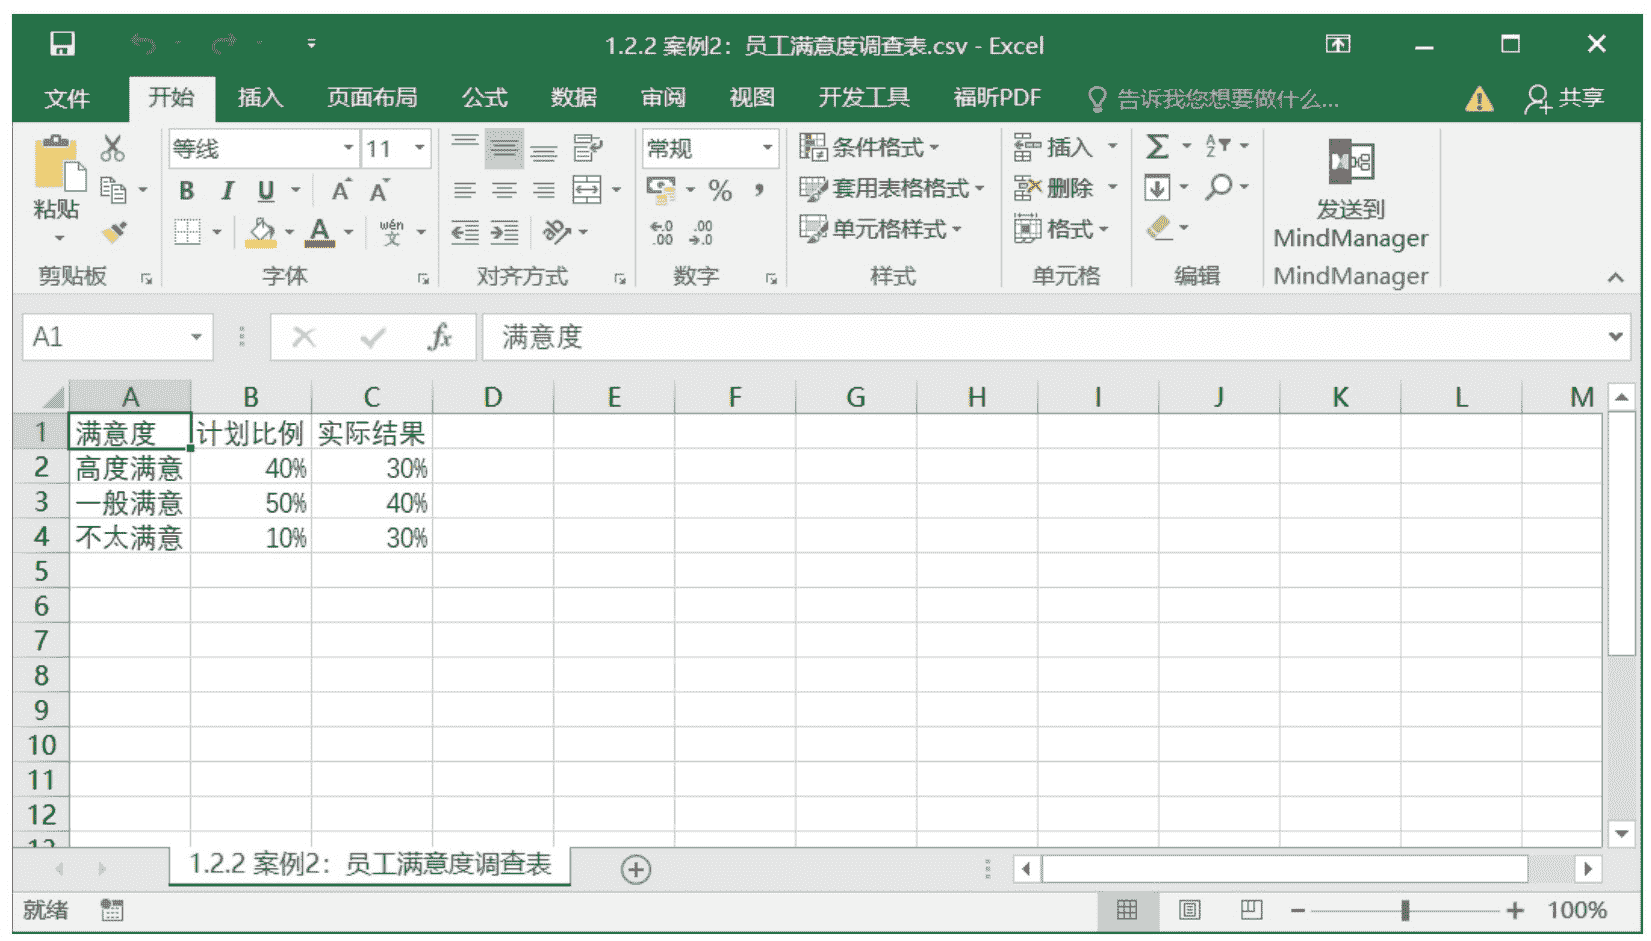 1.2.2 案例2：员工满意度调查表.csv - Excel
文件 开始 插入 页面布局 公式 数据 审阅 视图 开发工具 福昕PDF 告诉我您想要做什么... 共享
等线 11 常规 条件格式 插入 Σ A Z
B I U A A % , 套用表格格式 删除
粘贴 发送到
A wén 文 .0 .00 .00 .0 单元格样式 格式 MindManager
剪贴板 字体 对齐方式 数字 样式 单元格 编辑 MindManager
A1 fx 满意度
A B C D E F G H I J K L M
1 满意度 计划比例 实际结果
2 高度满意 40% 30%
3 一般满意 50% 40%
4 不太满意 10% 30%
5
6
7
8
9
10
11
12
13
1.2.2 案例2：员工满意度调查表
就绪 100%